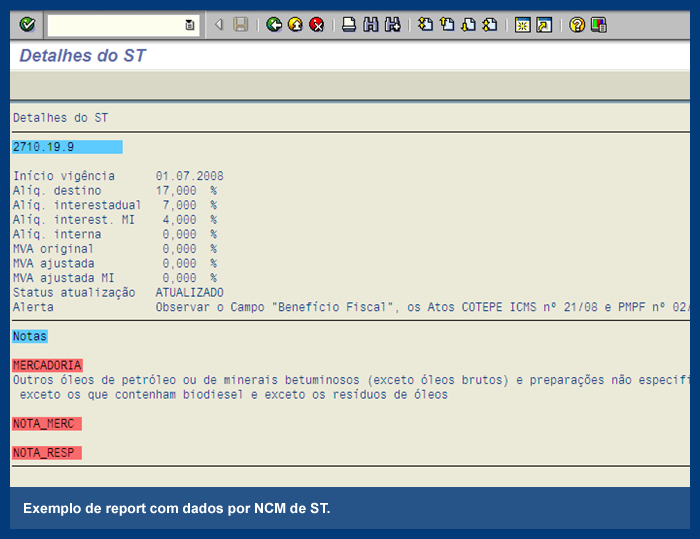 Detalhes do ST
Detalhes do ST
2710.19.9
Início vigência 01.07.2008
Alíq. destino 17,000 %
Alíq. interestadual 7,000 %
Alíq. interest. MI 4,000 %
Alíq. interna 0,000 %
MVA original 0,000 %
MVA ajustada 0,000 %
MVA ajustada MI 0,000 %
Status atualização ATUALIZADO
Alerta Observar o Campo "Benefício Fiscal", os Atos COTEPE ICMS nº 21/08 e PMPF nº 02/
Notas
MERCADORIA
Outros óleos de petróleo ou de minerais betuminosos (exceto óleos brutos) e preparações não especifi
exceto os que contenham biodiesel e exceto os resíduos de óleos
NOTA_MERC
NOTA_RESP
Exemplo de report com dados por NCM de ST.